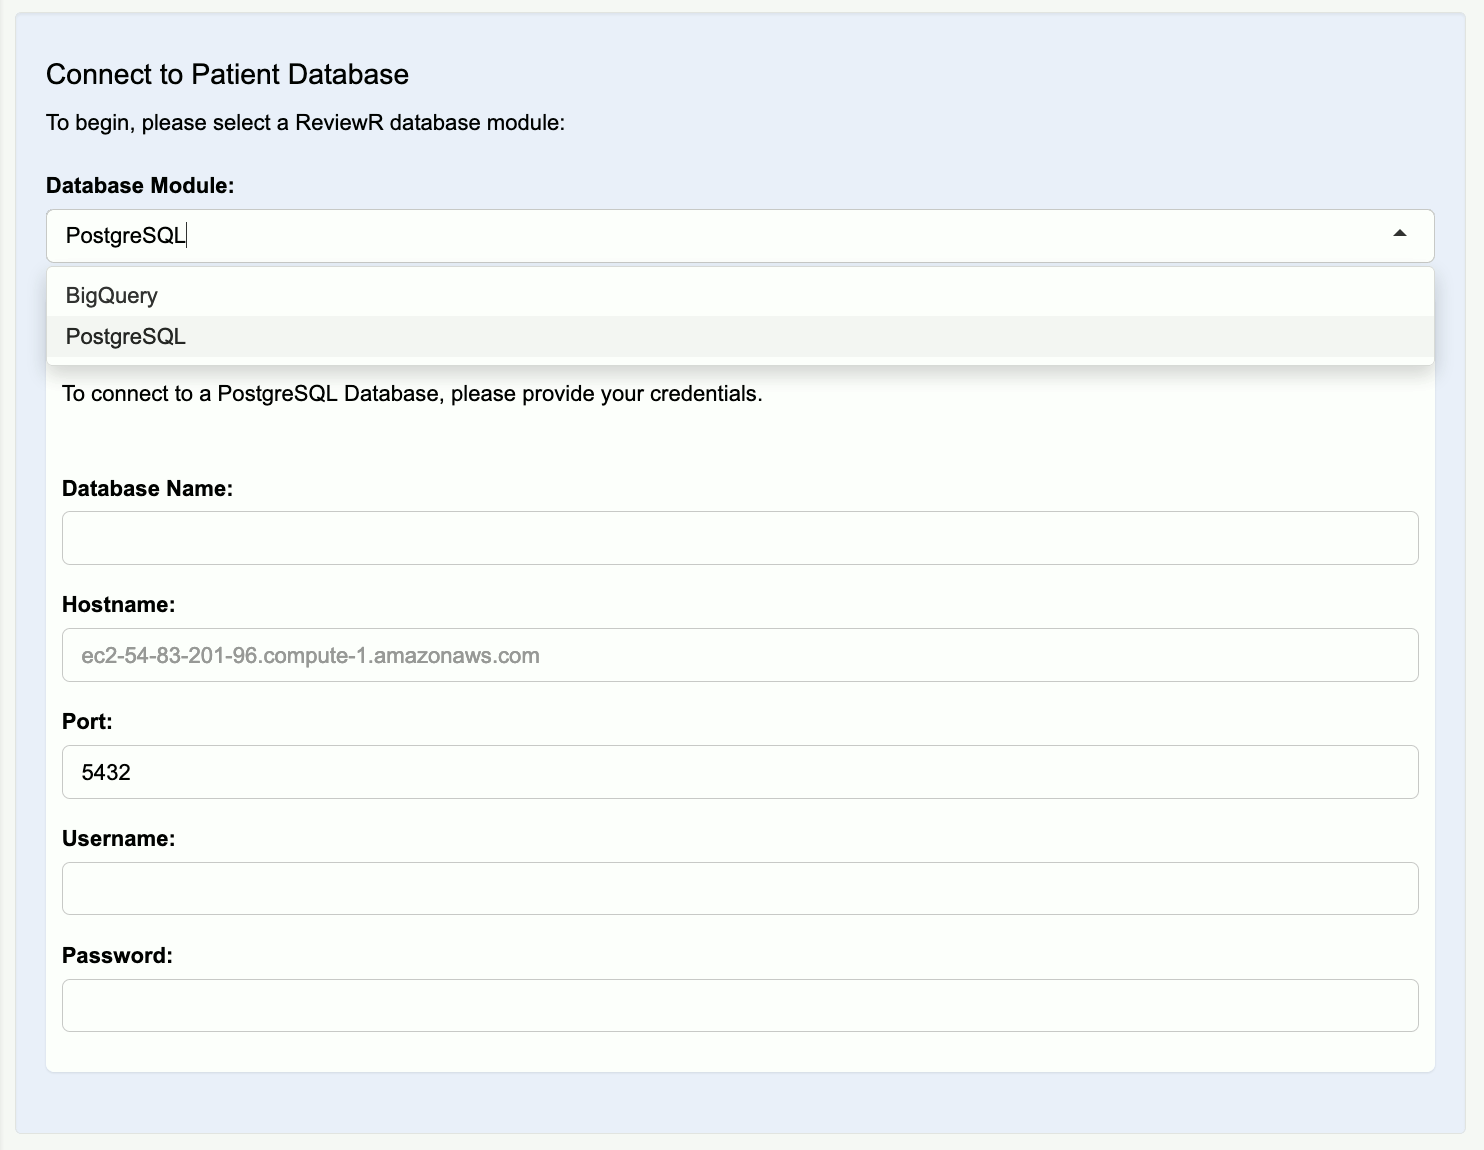 Connect to Patient Database
To begin, please select a ReviewR database module:
Database Module:
PostgreSQL
BigQuery
PostgreSQL
To connect to a PostgreSQL Database, please provide your credentials.
Database Name:
Hostname:
ec2-54-83-201-96.compute-1.amazonaws.com
Port:
5432
Username:
Password: